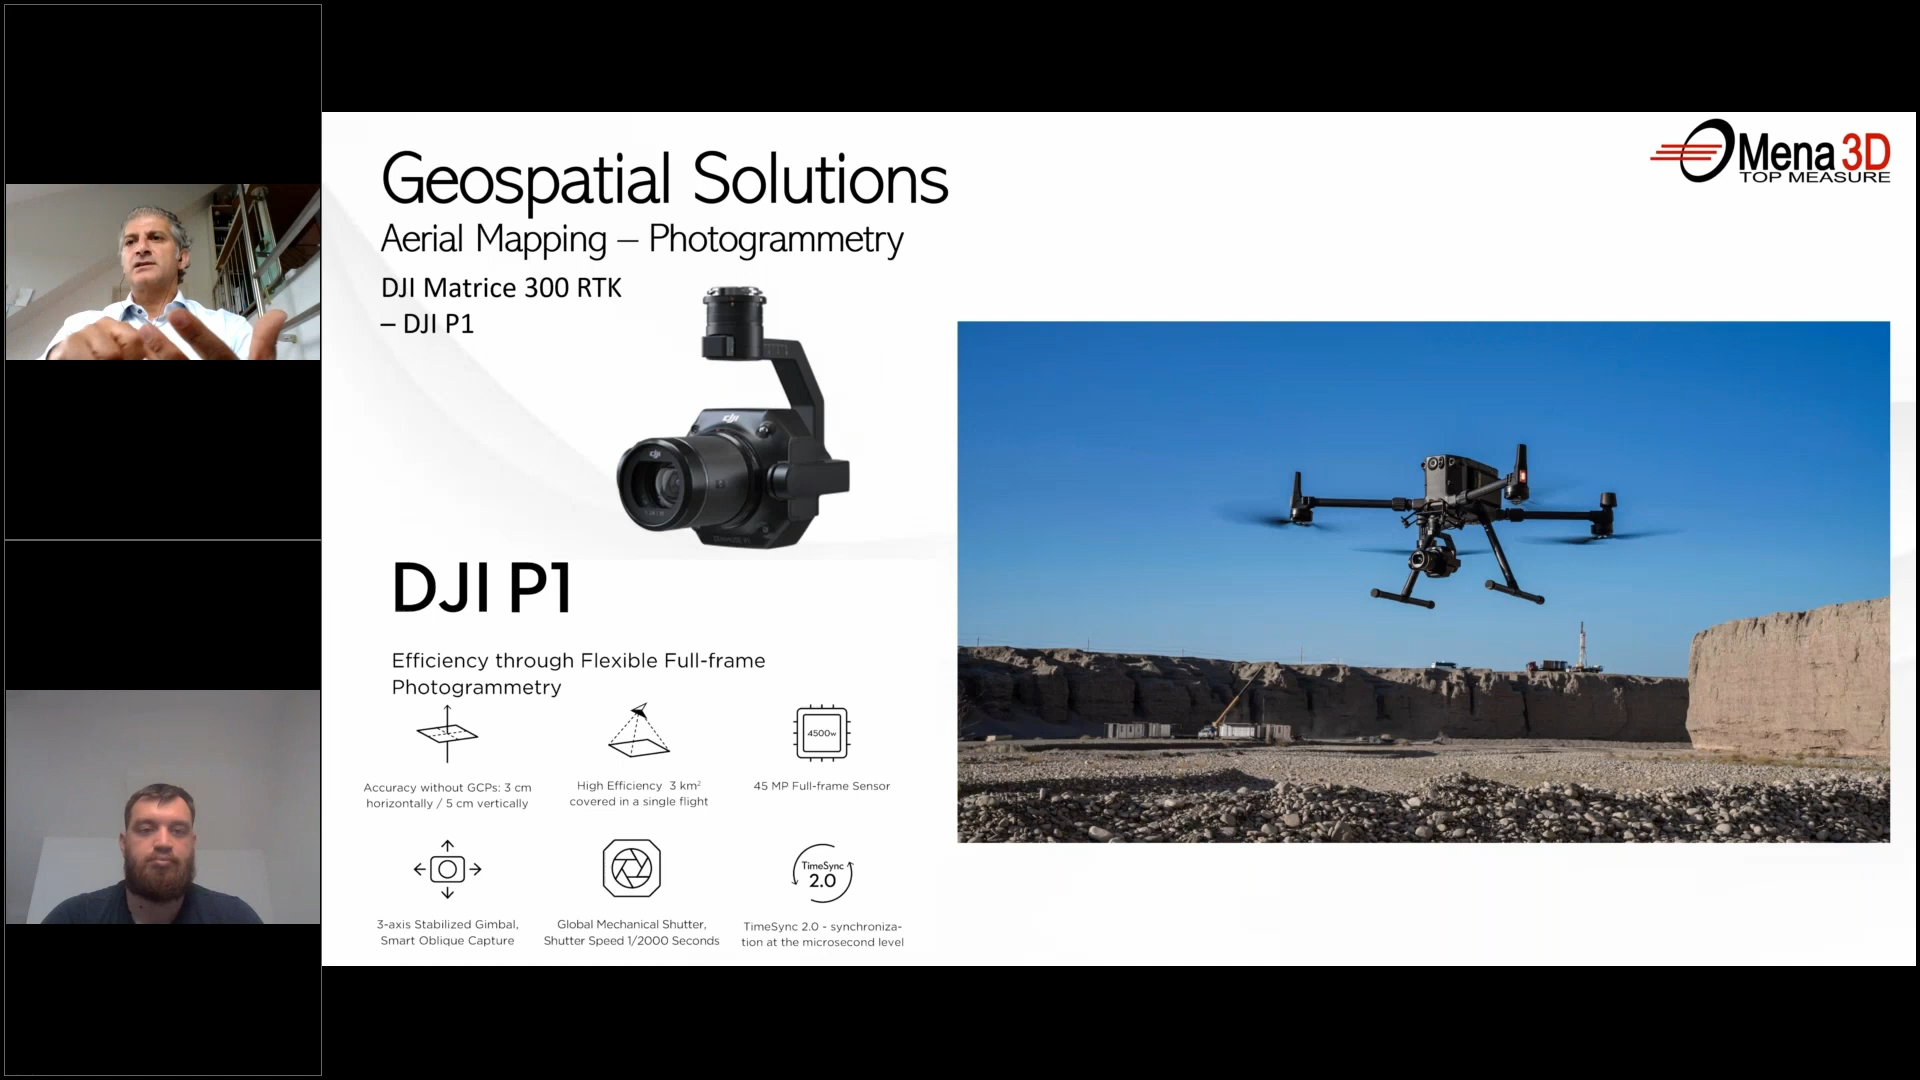 Mena 3D
TOP MEASURE
Geospatial Solutions
Aerial Mapping – Photogrammetry
DJI Matrice 300 RTK
– DJI P1
dji
dji
DJI P1
Efficiency through Flexible Full-frame
Photogrammetry
4500w
Accuracy without GCPs: 3 cm
horizontally / 5 cm vertically
High Efficiency 3 km²
covered in a single flight
45 MP Full-frame Sensor
TimeSync
2.0
3-axis Stabilized Gimbal,
Smart Oblique Capture
Global Mechanical Shutter,
Shutter Speed 1/2000 Seconds
TimeSync 2.0 - synchroniza-
tion at the microsecond level